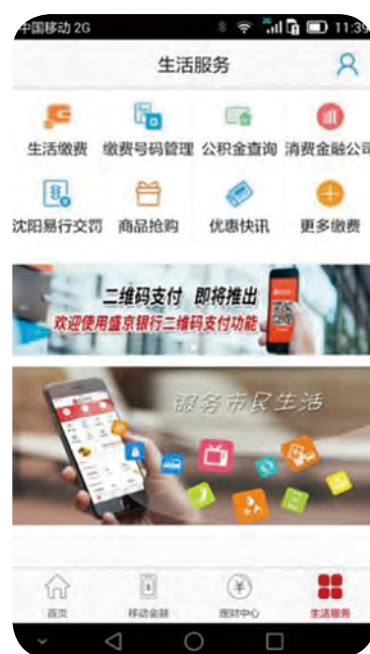 中国移动 2G 11:39
生活服务
生活缴费 缴费号码管理 公积金查询 消费金融公司
沈阳易行交罚 商品抢购 优惠快讯 更多缴费
二维码支付 即将推出
欢迎使用盛京银行二维码支付功能
服务市民生活
首页 移动金融 理财中心 生活服务